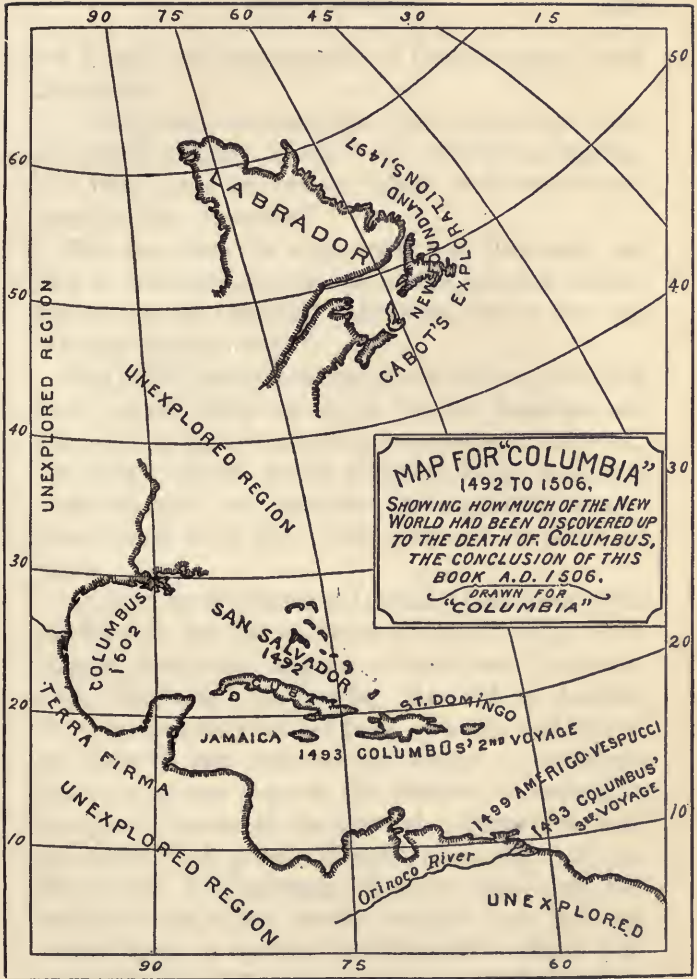 90 75 60 45 30 15
50
60
LABRADOR
NEWFOUNDLAND
CABOT'S EXPLORATIONS, 1497
50
40
UNEXPLORED REGION
UNEXPLORED REGION
40
MAP FOR "COLUMBIA"
1492 TO 1506,
SHOWING HOW MUCH OF THE NEW
WORLD HAD BEEN DISCOVERED UP
TO THE DEATH OF COLUMBUS,
THE CONCLUSION OF THIS
BOOK A.D. 1506.
DRAWN FOR
"COLUMBIA"
30
30
COLUMBUS
1502
SAN SALVADOR
1492
20
CUBA
ST. DOMINGO
20
TERRA FIRMA
JAMAICA
1493 COLUMBUS' 2ND VOYAGE
1499 AMERIGO VESPUCCI
1493 COLUMBUS'
3RD VOYAGE
UNEXPLORED REGION
10
10
Orinoco River
UNEXPLORED
90 75 60